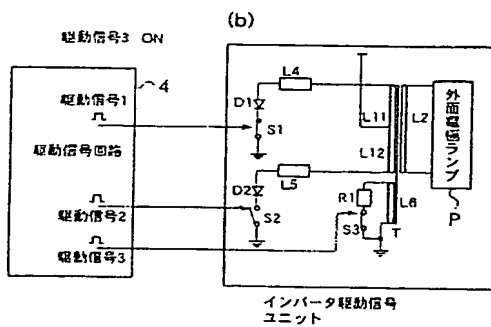 駆動信号3 ON
(b)
4
駆動信号1
駆動信号回路
駆動信号2
駆動信号3
D1
L4
S1
L11
L12
L2
D2
L5
S2
R1
L6
S3
T
外面電極ランプ
P
インバータ駆動信号
ユニット